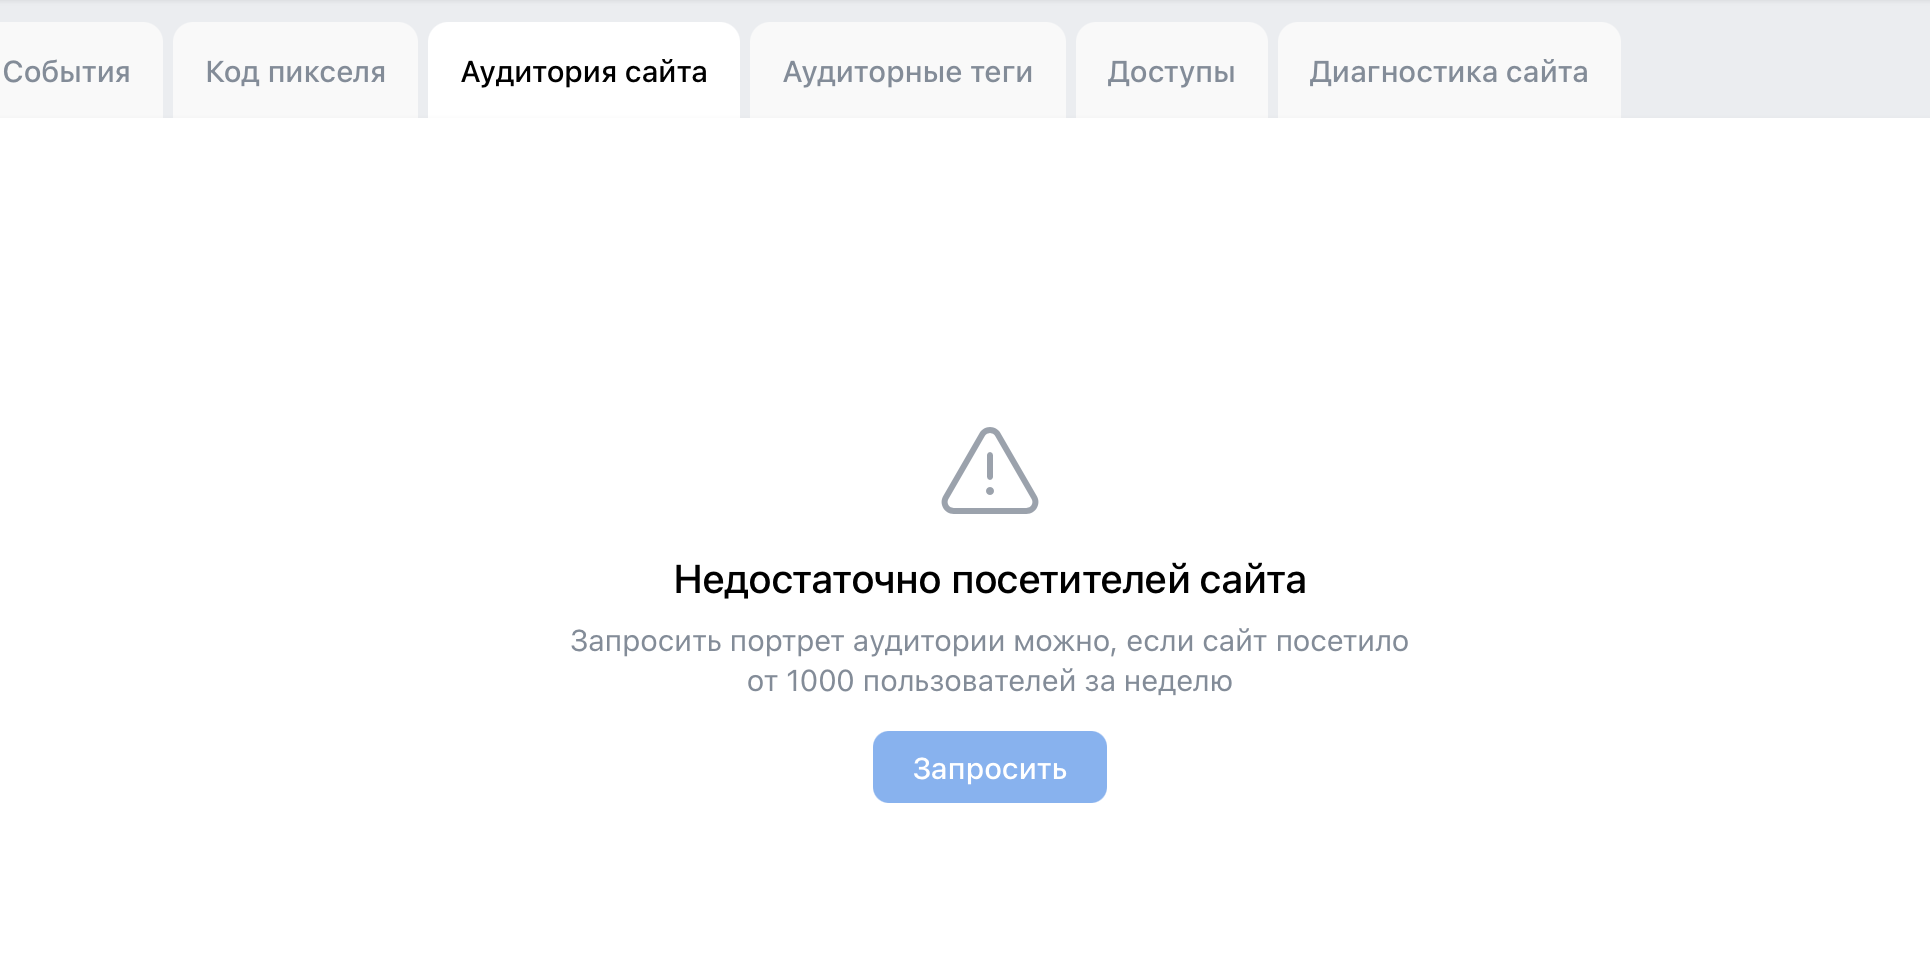 События Код пикселя Аудитория сайта Аудиторные теги Доступы Диагностика сайта
Недостаточно посетителей сайта
Запросить портрет аудитории можно, если сайт посетило
от 1000 пользователей за неделю
Запросить